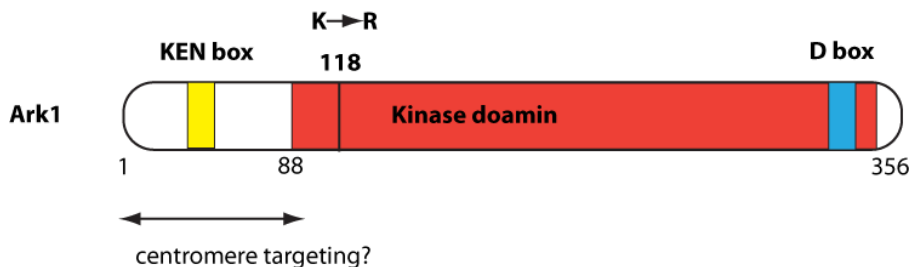 K→R
KEN box
118
D box
Ark1
Kinase doamin
1
88
356
centromere targeting?